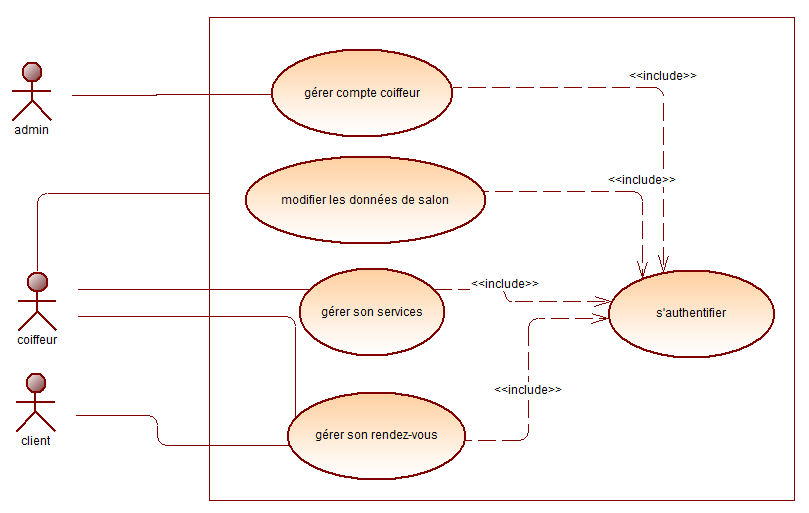 <<include>>
gérer compte coiffeur
admin
<<include>>
modifier les données de salon
<<include>>
gérer son services
s'authentifier
coiffeur
<<include>>
gérer son rendez-vous
client